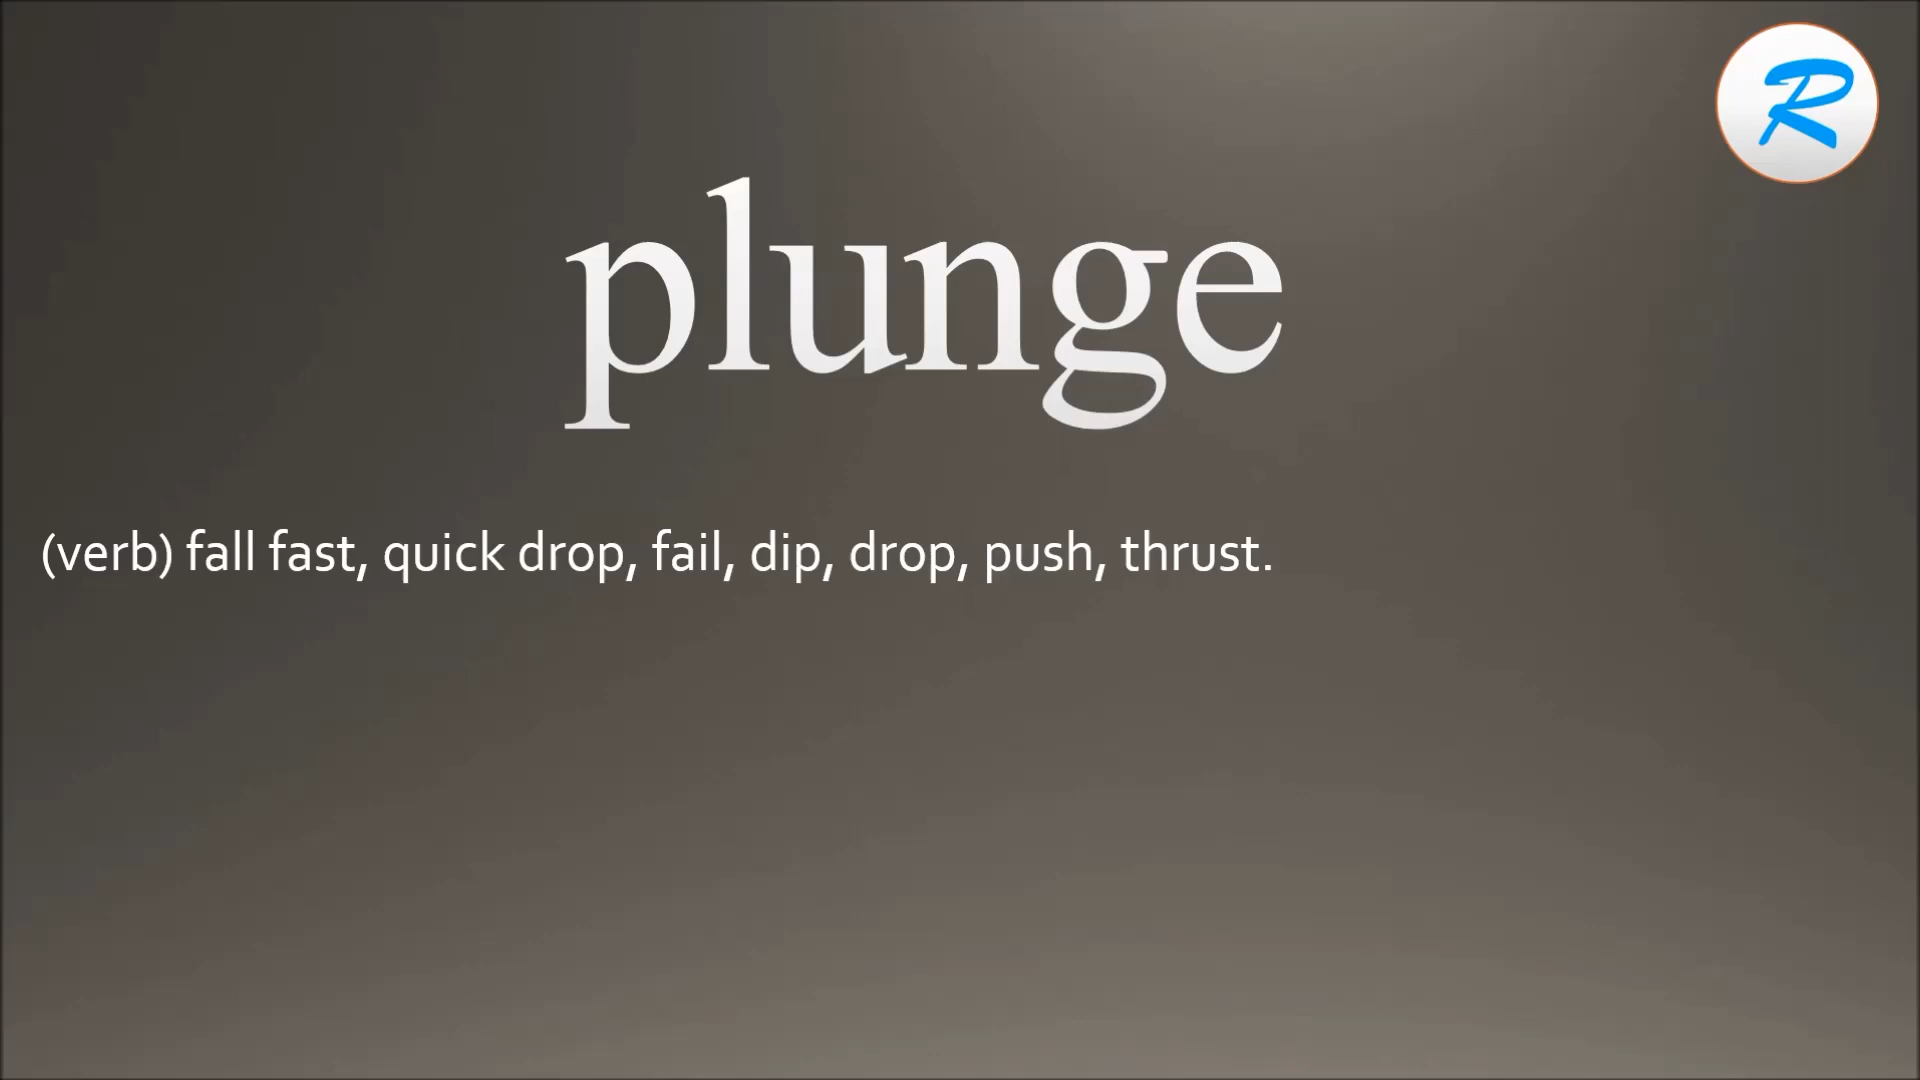 R
plunge
(verb) fall fast, quick drop, fail, dip, drop, push, thrust.